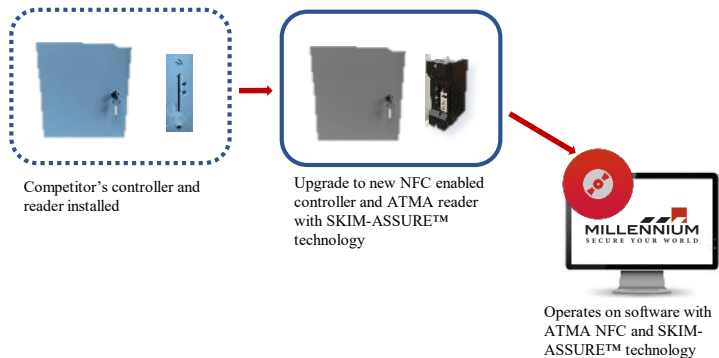 Competitor's controller and
reader installed
Upgrade to new NFC enabled
controller and ATMA reader
with SKIM-ASSURE™
technology
MILLENNIUM
SECURE YOUR WORLD
Operates on software with
ATMA NFC and SKIM-
ASSURE™ technology